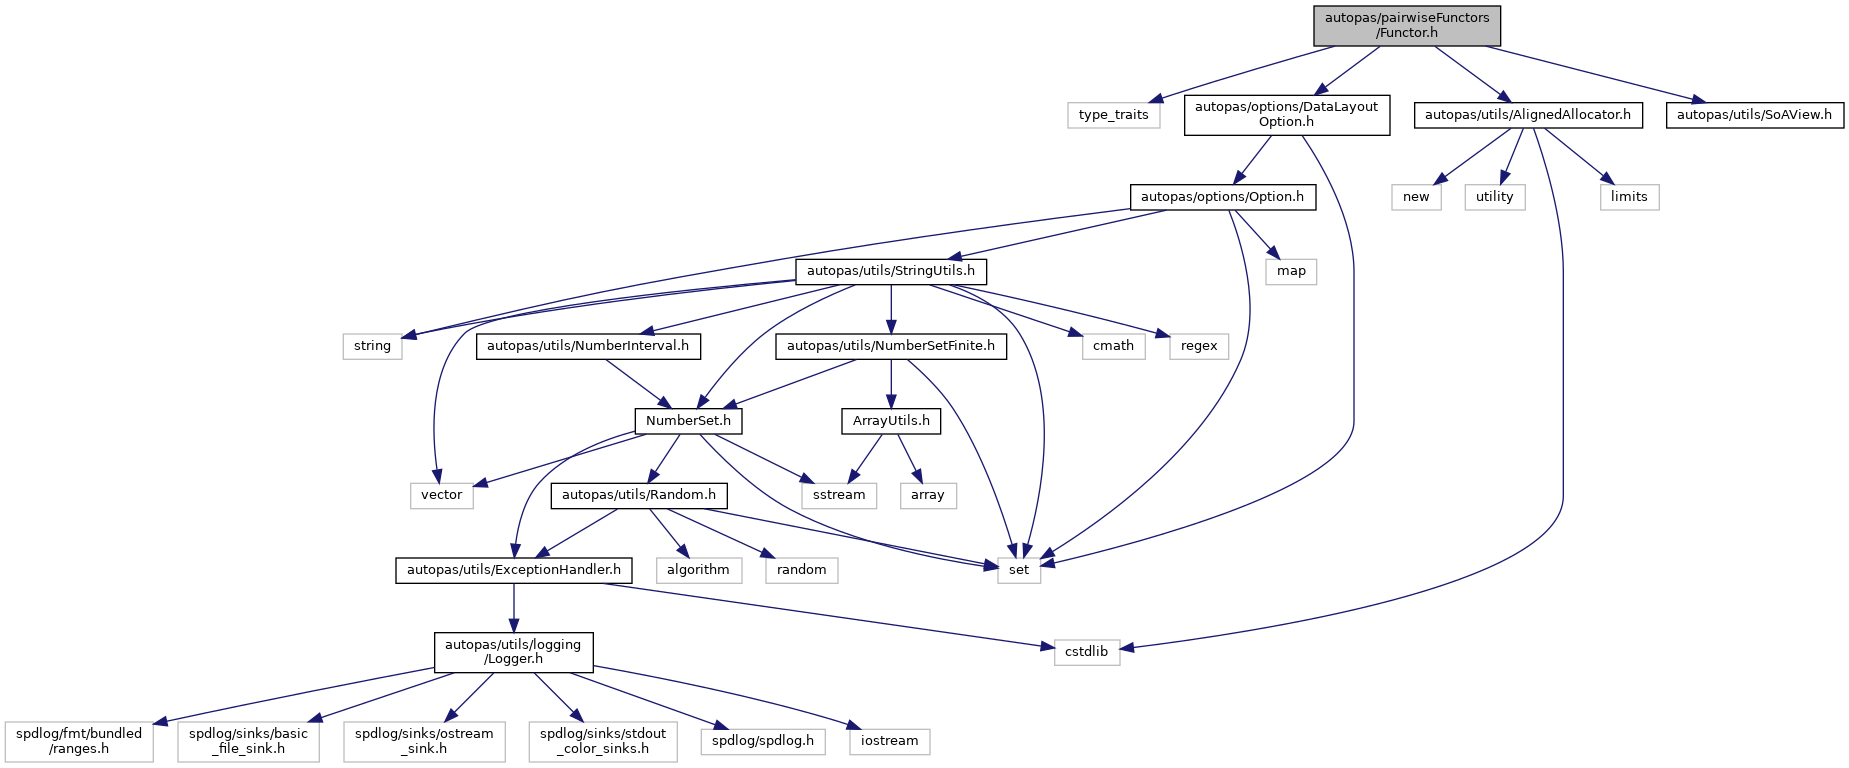 autopas/pairwiseFunctors
/Functor.h
type_traits
autopas/options/DataLayout
Option.h
autopas/utils/AlignedAllocator.h
autopas/utils/SoAView.h
autopas/options/Option.h
new
utility
limits
autopas/utils/StringUtils.h
map
string
autopas/utils/NumberInterval.h
autopas/utils/NumberSetFinite.h
cmath
regex
NumberSet.h
ArrayUtils.h
vector
autopas/utils/Random.h
sstream
array
autopas/utils/ExceptionHandler.h
algorithm
random
set
autopas/utils/logging
/Logger.h
cstdlib
spdlog/fmt/bundled
/ranges.h
spdlog/sinks/basic
_file_sink.h
spdlog/sinks/ostream
_sink.h
spdlog/sinks/stdout
_color_sinks.h
spdlog/spdlog.h
iostream